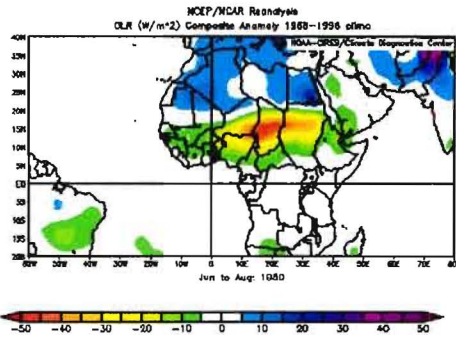 NCEP/NCAR Reanalysis
OLR (W/m^2) Composite Anomaly 1968-1996 climo
NOAA-CIRES/Climate Diagnostics Center
40N
35N
30N
25N
20N
15N
10N
5N
EQ
5S
10S
15S
20S
60W 50W 40W 30W 20W 10W 0 10E 20E 30E 40E 50E 60E 70E 80E
Jun to Aug: 1980
-50 -40 -30 -20 -10 0 10 20 30 40 50